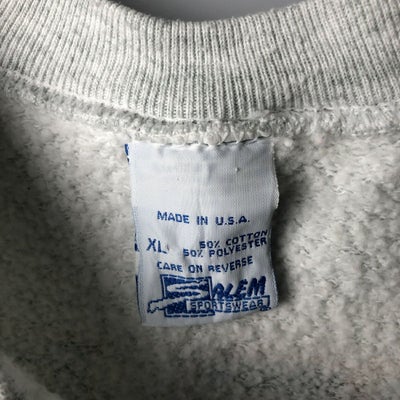 MADE IN U.S.A.
XL 50% COTTON
50% POLYESTER
CARE ON REVERSE
SALEM
SPORTSWEAR